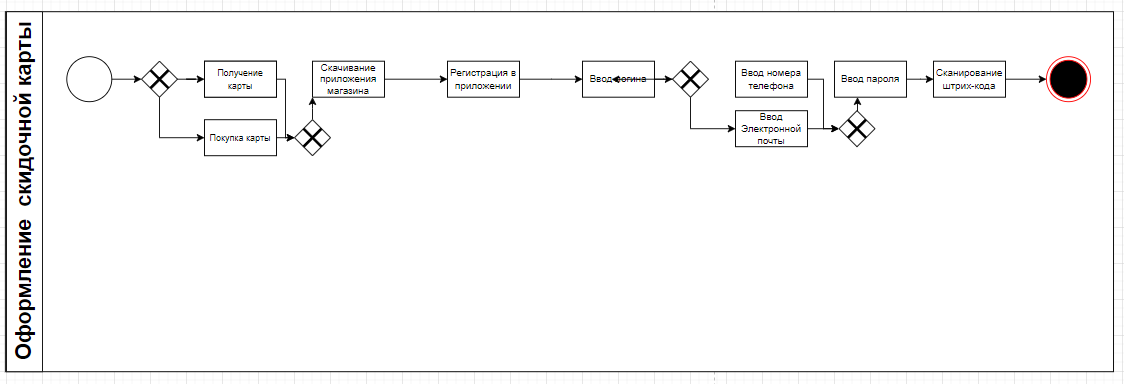 Оформление скидочной карты
Получение
карты
Покупка карты
Скачивание
приложения
магазина
Регистрация в
приложении
Ввод логина
Ввод номера
телефона
Ввод
Электронной
почты
Ввод пароля
Сканирование
штрих-кода